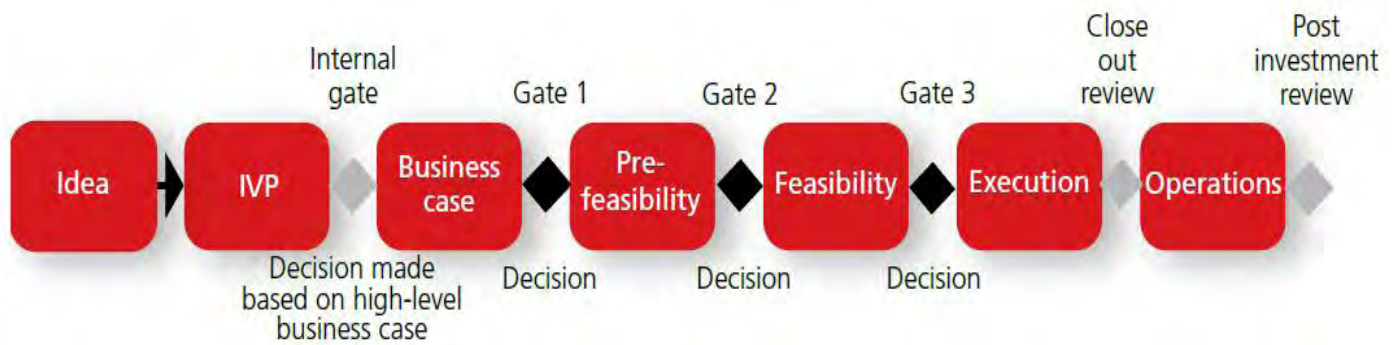 Internal
gate
Gate 1
Gate 2
Gate 3
Close
out
review
Post
investment
review
Idea
IVP
Business
case
Pre-
feasibility
Feasibility
Execution
Operations
Decision made
based on high-level
business case
Decision
Decision
Decision